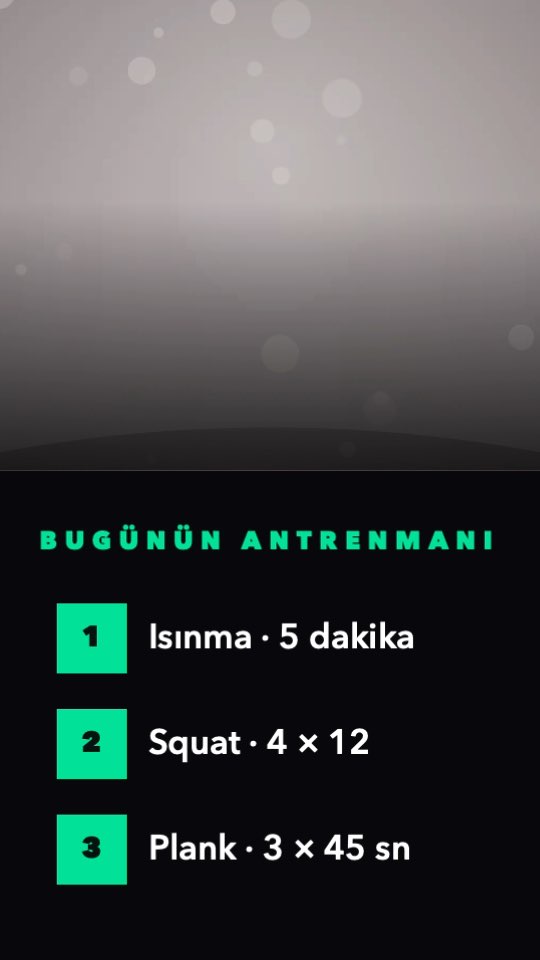 BUGÜNÜN ANTRENMANI
1 Isınma · 5 dakika
2 Squat · 4 × 12
3 Plank · 3 × 45 sn